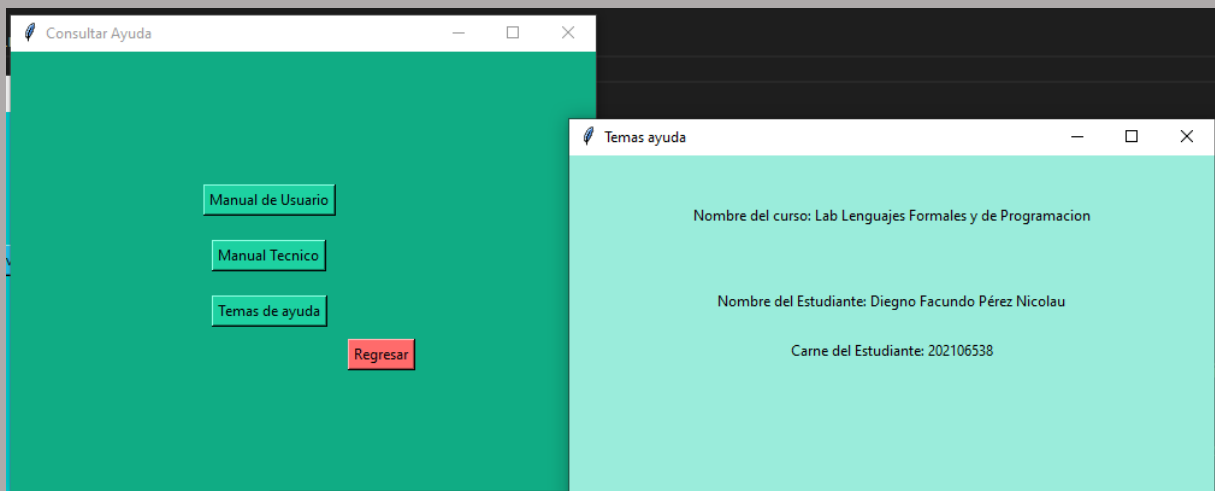 Consultar Ayuda
Manual de Usuario
Manual Tecnico
Temas de ayuda
Regresar
Temas ayuda
Nombre del curso: Lab Lenguajes Formales y de Programacion
Nombre del Estudiante: Diegno Facundo Pérez Nicolau
Carne del Estudiante: 202106538